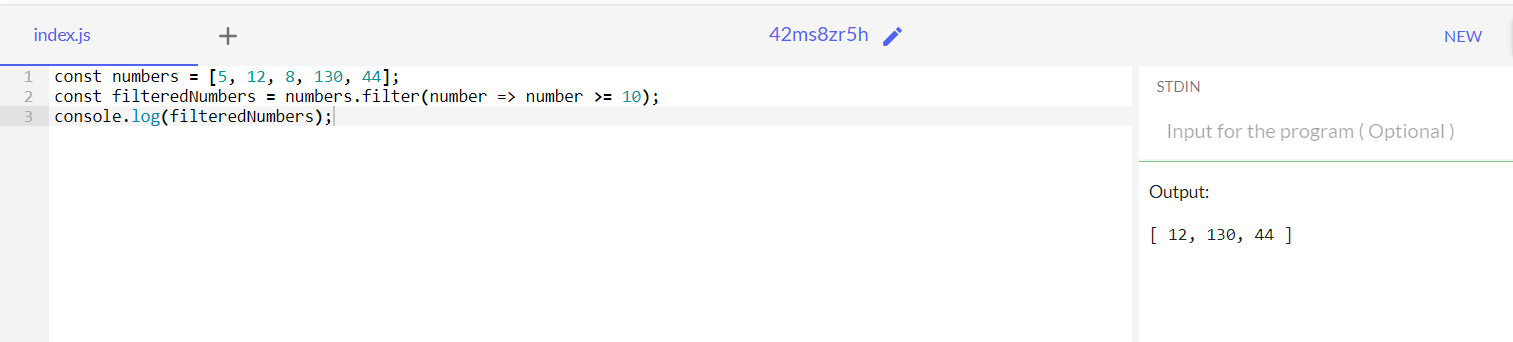 index.js
+
42ms8zr5h
NEW
1 const numbers = [5, 12, 8, 130, 44];
2 const filteredNumbers = numbers.filter(number => number >= 10);
3 console.log(filteredNumbers);
STDIN
Input for the program ( Optional )
Output:
[ 12, 130, 44 ]